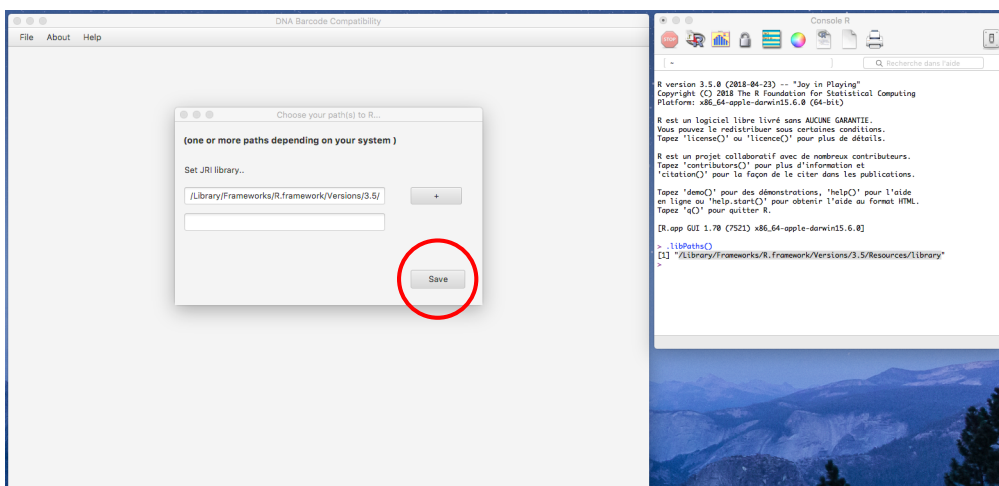 DNA Barcode Compatibility
File About Help
Choose your path(s) to R...
(one or more paths depending on your system )
Set JRI library..
/Library/Frameworks/R.framework/Versions/3.5/
+
Save
Console R
STOP
R
~
Recherche dans l'aide
R version 3.5.0 (2018-04-23) -- "Joy in Playing"
Copyright (C) 2018 The R Foundation for Statistical Computing
Platform: x86_64-apple-darwin15.6.0 (64-bit)
R est un logiciel libre livré sans AUCUNE GARANTIE.
Vous pouvez le redistribuer sous certaines conditions.
Tapez 'license()' ou 'licence()' pour plus de détails.
R est un projet collaboratif avec de nombreux contributeurs.
Tapez 'contributors()' pour plus d'information et
'citation()' pour la façon de le citer dans les publications.
Tapez 'demo()' pour des démonstrations, 'help()' pour l'aide
en ligne ou 'help.start()' pour obtenir l'aide au format HTML.
Tapez 'q()' pour quitter R.
[R.app GUI 1.70 (7521) x86_64-apple-darwin15.6.0]
> .libPaths()
[1] "/Library/Frameworks/R.framework/Versions/3.5/Resources/library"
>